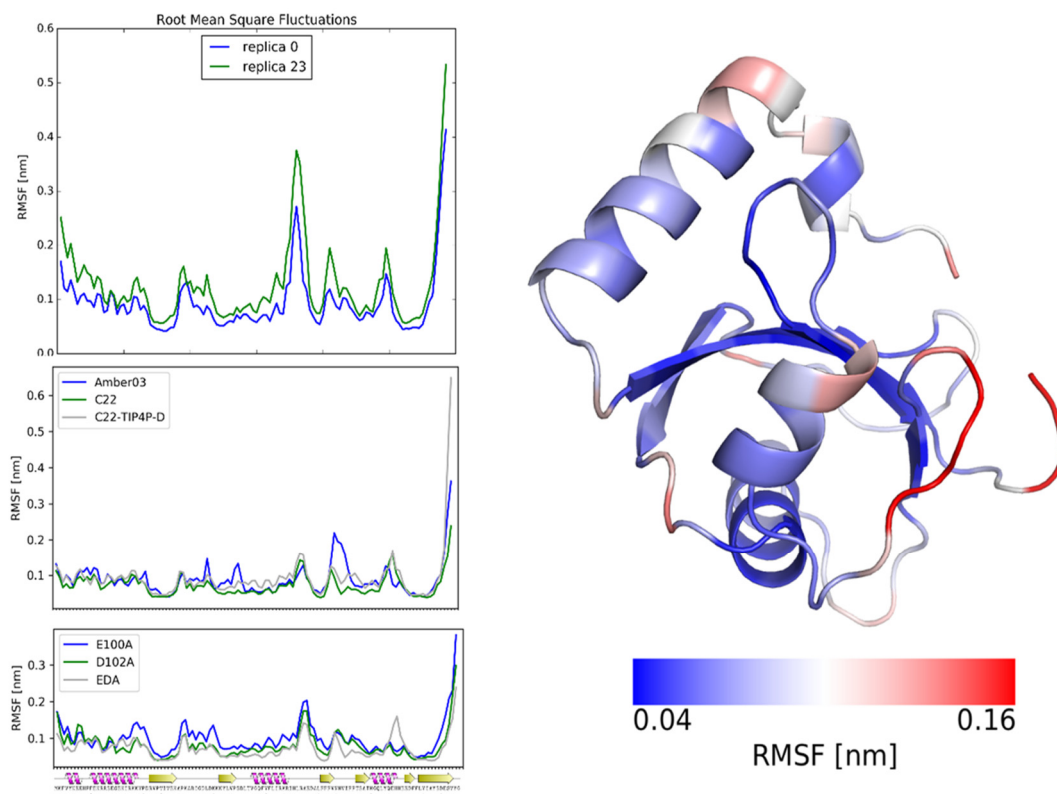 Root Mean Square Fluctuations
replica 0
replica 23
RMSF [nm]
0.6
0.5
0.4
0.3
0.2
0.1
0.0
Amber03
C22
C22-TIP4P-D
RMSF [nm]
0.6
0.5
0.4
0.3
0.2
0.1
E100A
D102A
EDA
RMSF [nm]
0.3
0.2
0.1
0.04
0.16
RMSF [nm]